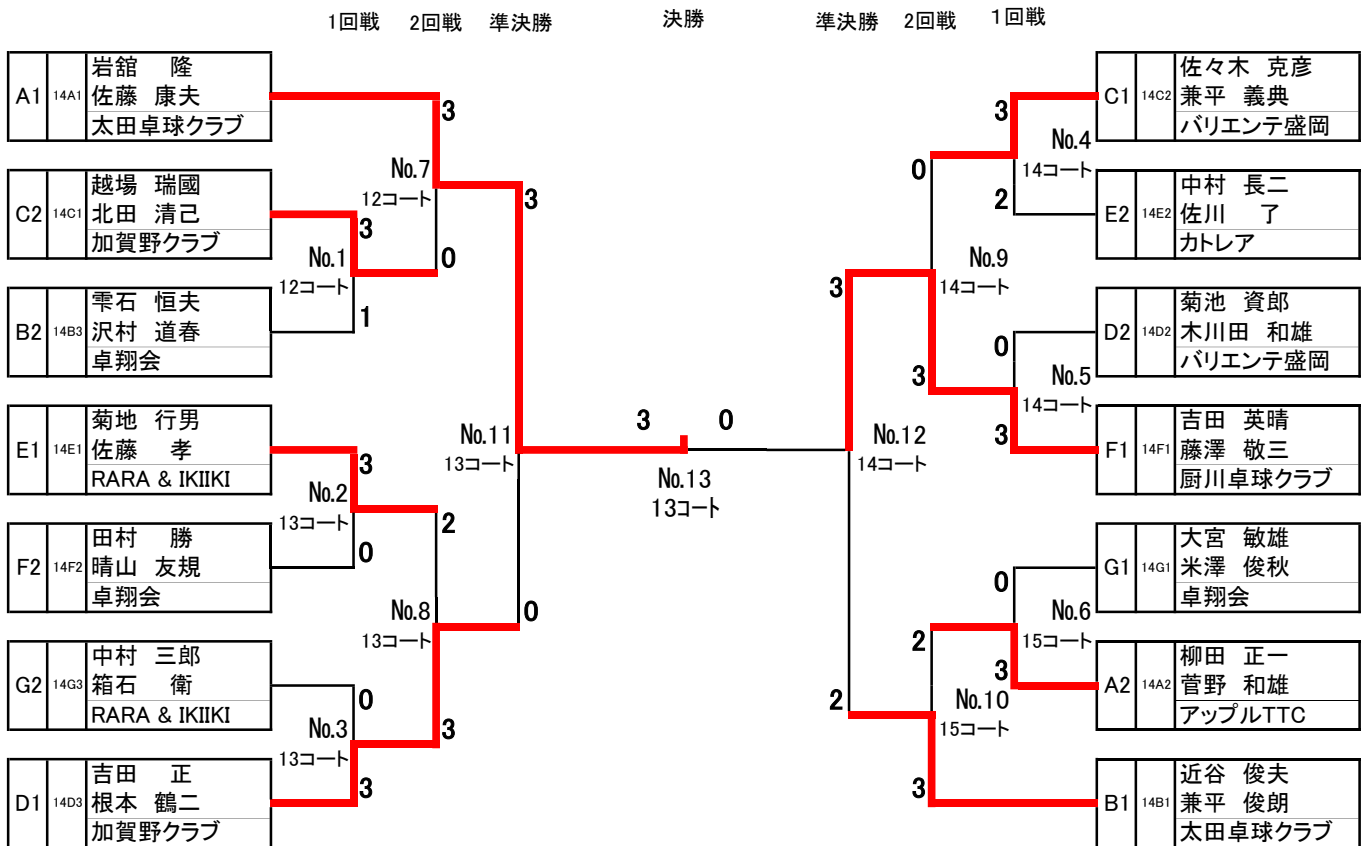 1回戦 2回戦 準決勝 決勝 準決勝 2回戦 1回戦
A1 14A1 岩舘 隆
佐藤 康夫
太田卓球クラブ
C2 14C1 越場 瑞國
北田 清己
加賀野クラブ
B2 14B3 雫石 恒夫
沢村 道春
卓翔会
E1 14E1 菊地 行男
佐藤 孝
RARA & IKIIKI
F2 14F2 田村 勝
晴山 友規
卓翔会
G2 14G3 中村 三郎
箱石 衛
RARA & IKIIKI
D1 14D3 吉田 正
根本 鶴二
加賀野クラブ
3
No.1
12コート
1
3
No.2
13コート
0
0
No.3
13コート
3
3
No.7
12コート
0
2
No.8
13コート
3
3
No.11
13コート
0
3 0
No.13
13コート
3
No.12
14コート
2
0
No.9
14コート
3
2
No.10
15コート
3
3
No.4
14コート
2
0
No.5
14コート
3
0
No.6
15コート
3
C1 14C2 佐々木 克彦
兼平 義典
バリエンテ盛岡
E2 14E2 中村 長二
佐川 了
カトレア
D2 14D2 菊池 資郎
木川田 和雄
バリエンテ盛岡
F1 14F1 吉田 英晴
藤澤 敬三
厨川卓球クラブ
G1 14G1 大宮 敏雄
米澤 俊秋
卓翔会
A2 14A2 柳田 正一
菅野 和雄
アップルTTC
B1 14B1 近谷 俊夫
兼平 俊朗
太田卓球クラブ